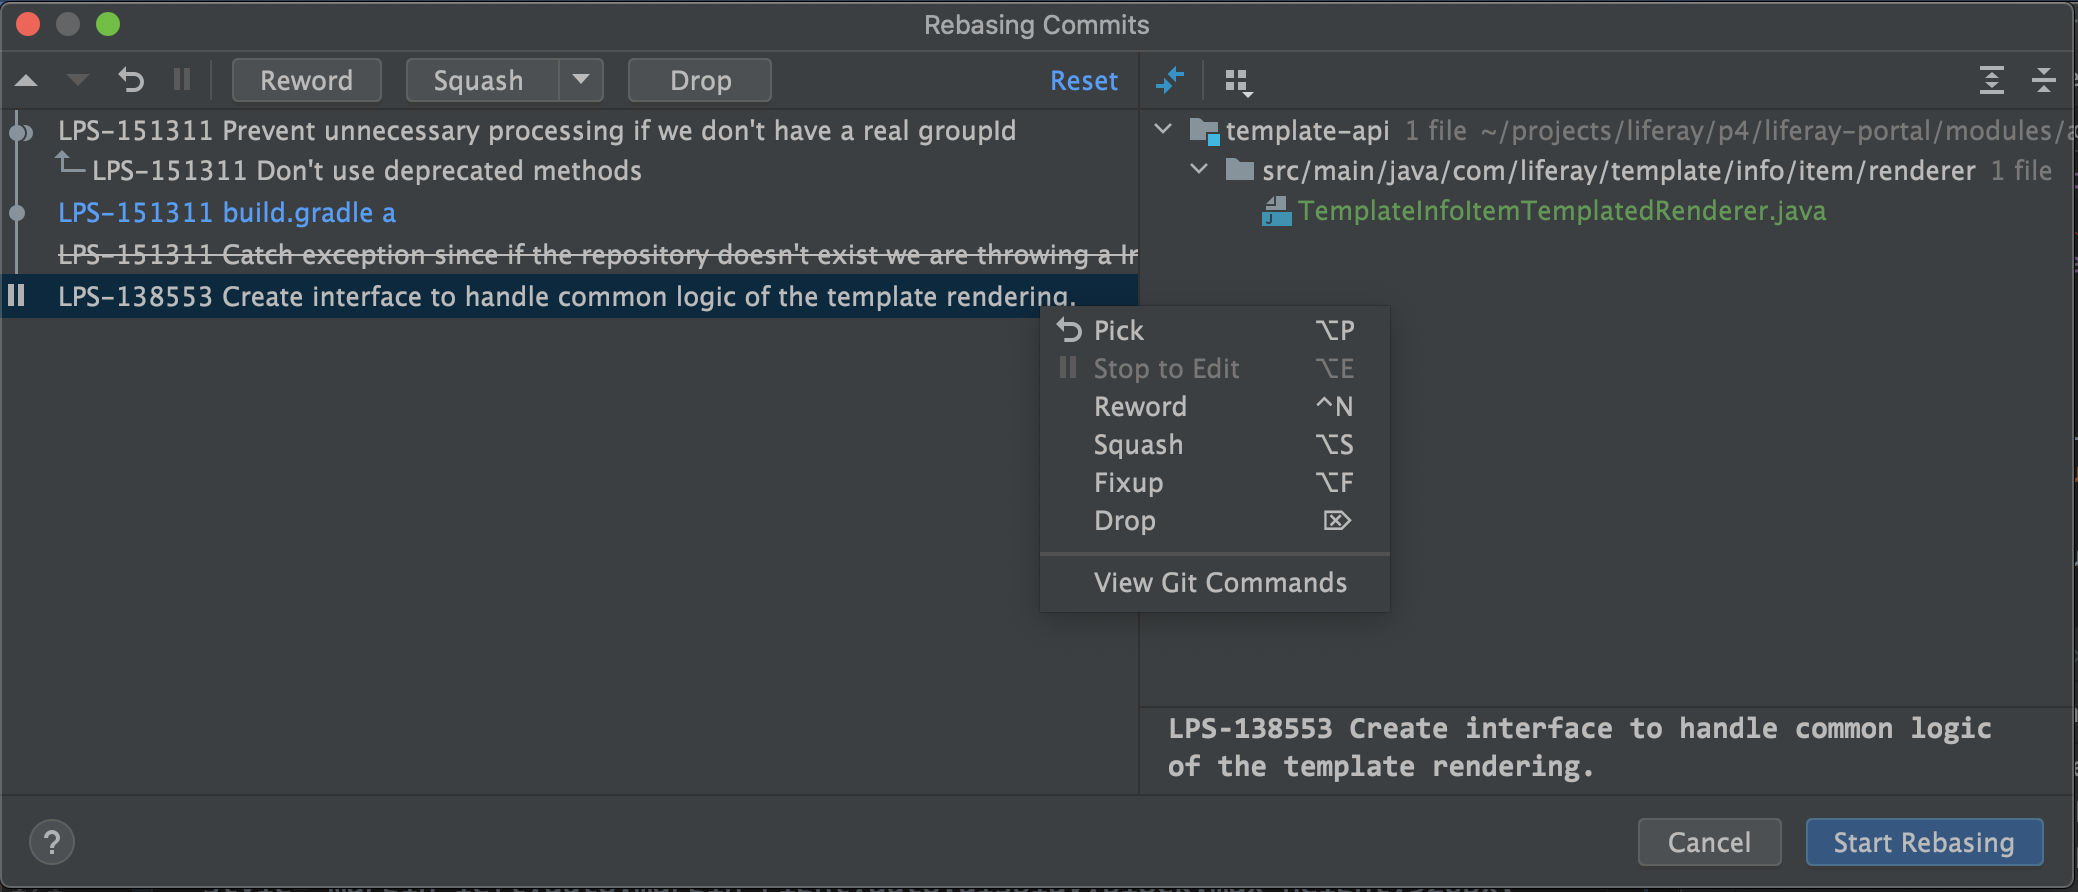 Rebasing Commits
Reword Squash Drop Reset
LPS-151311 Prevent unnecessary processing if we don't have a real groupId
LPS-151311 Don't use deprecated methods
LPS-151311 build.gradle a
LPS-151311 Catch exception since if the repository doesn't exist we are throwing a
LPS-138553 Create interface to handle common logic of the template rendering.
template-api 1 file ~/projects/liferay/p4/liferay-portal/modules/
src/main/java/com/liferay/template/info/item/renderer 1 file
TemplateInfoItemTemplatedRenderer.java
Pick ⌥P
Stop to Edit ⌥E
Reword ^N
Squash ⌥S
Fixup ⌥F
Drop ⌦
View Git Commands
LPS-138553 Create interface to handle common logic
of the template rendering.
?
Cancel Start Rebasing